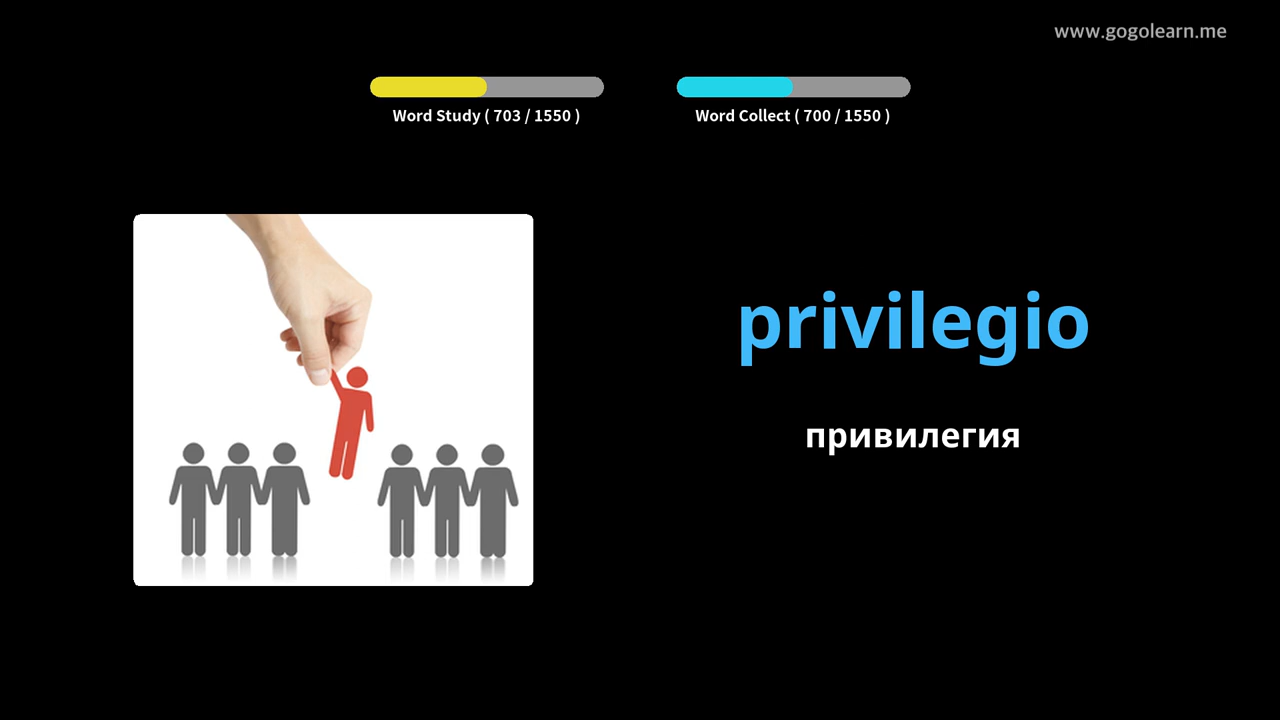 www.gogolearn.me
Word Study ( 703 / 1550 )
Word Collect ( 700 / 1550 )
privilegio
привилегия